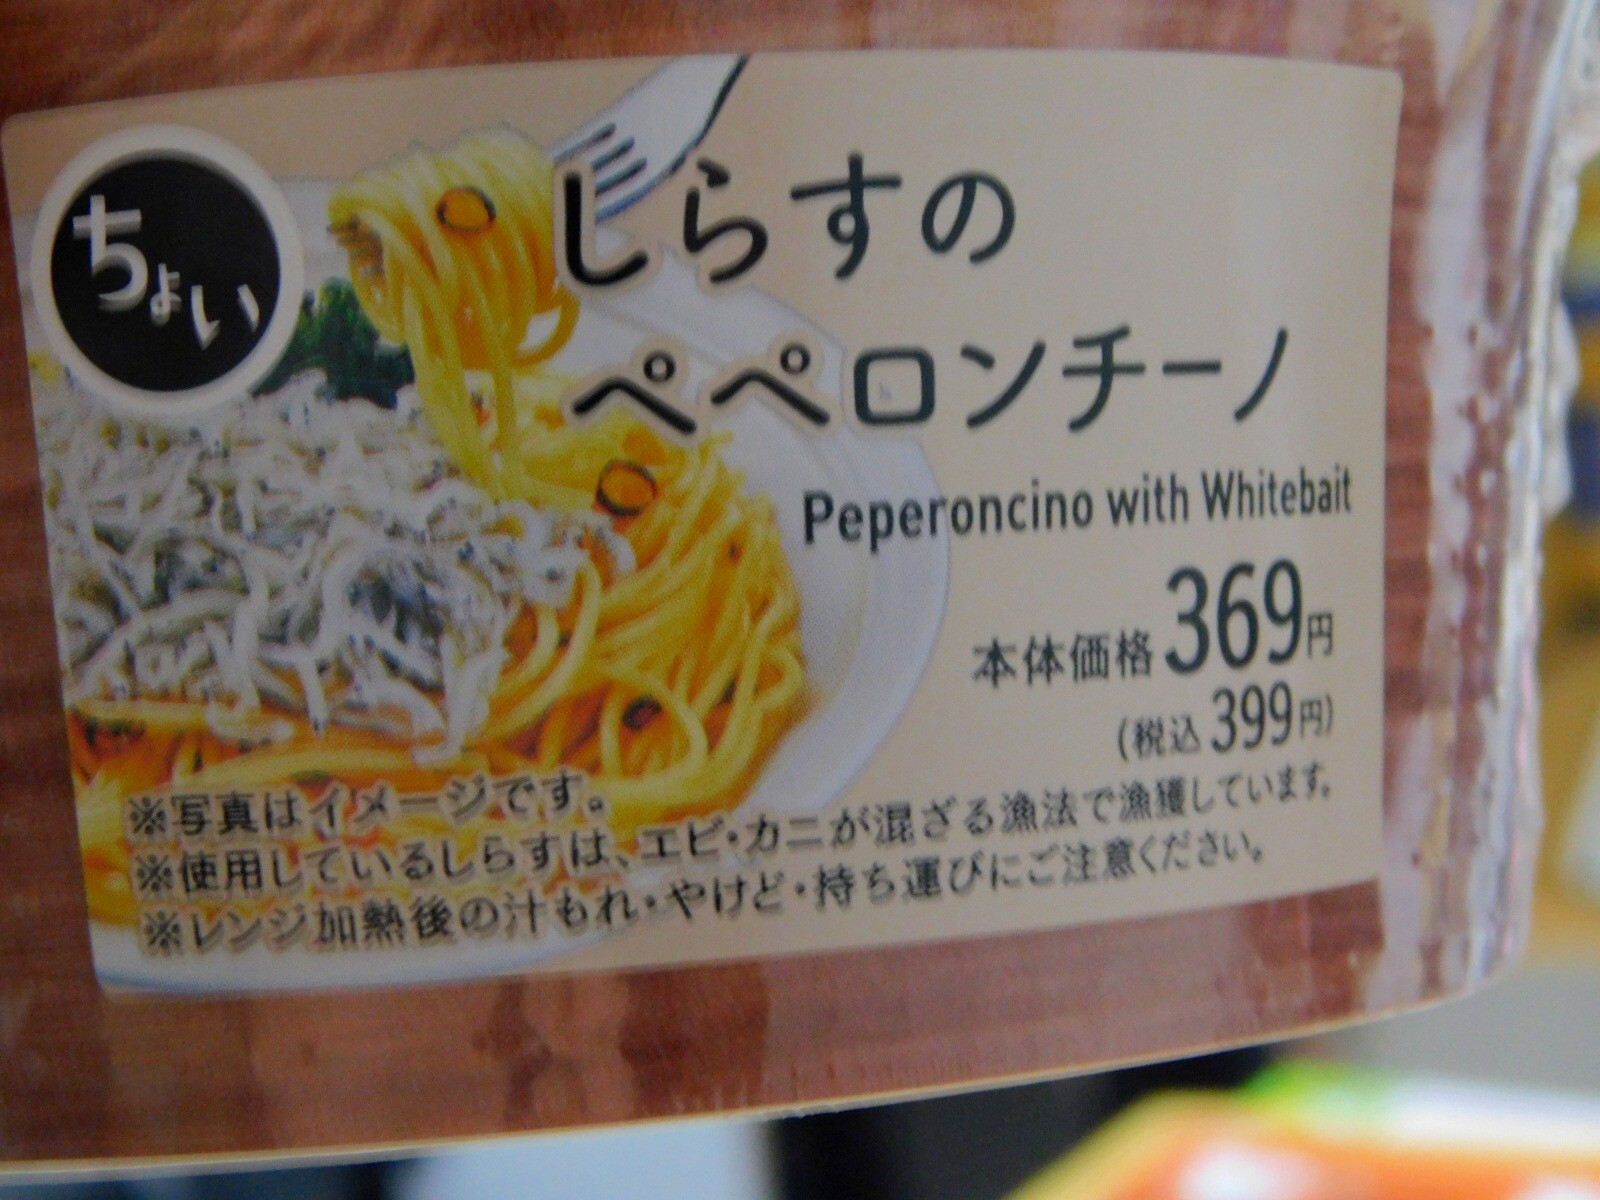 ちょい
しらすの
ペペロンチーノ
Peperoncino with Whitebait
本体価格 369円
(税込 399円)
※写真はイメージです。
※使用しているしらすは、エビ・カニが混ざる漁法で漁獲しています。
※レンジ加熱後の汁もれ・やけど・持ち運びにご注意ください。